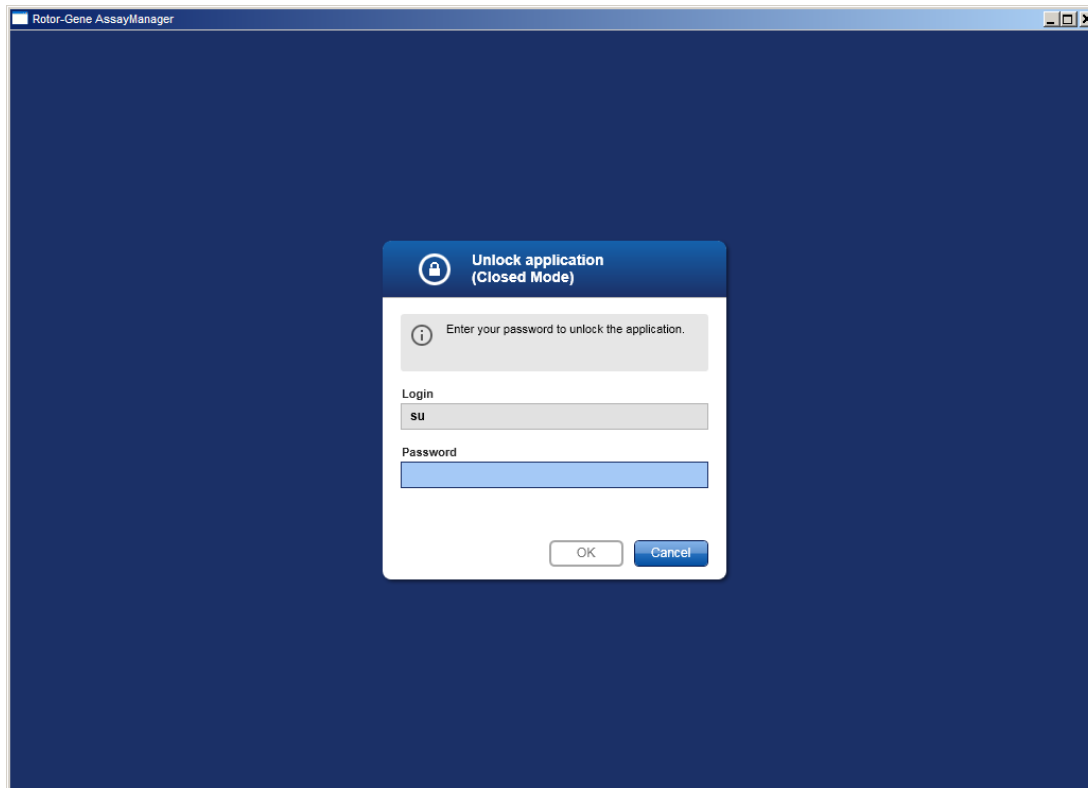 Rotor-Gene AssayManager
Unlock application
(Closed Mode)
Enter your password to unlock the application.
Login
su
Password
OK
Cancel